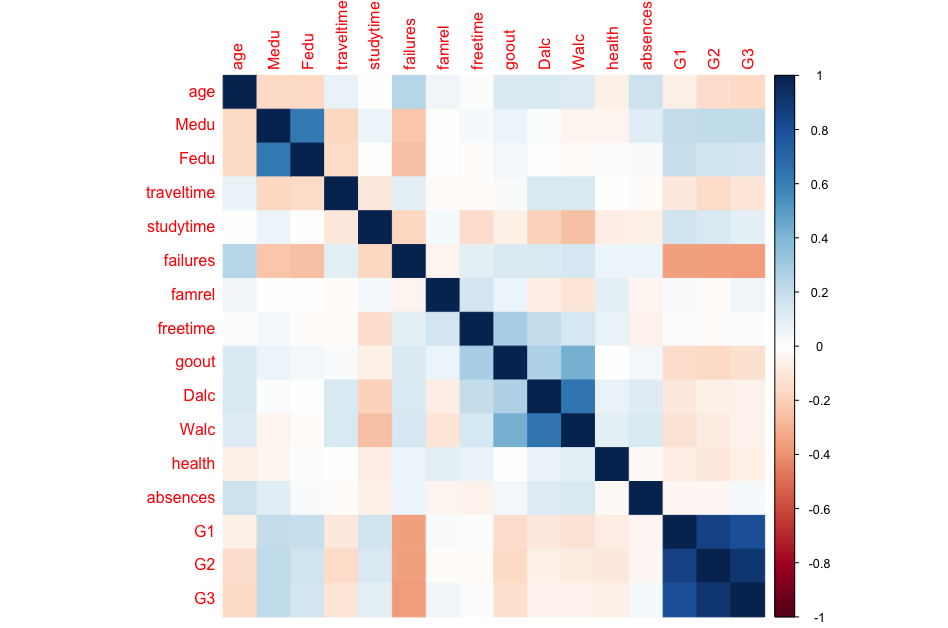 age Medu Fedu traveltime studytime failures famrel freetime goout Dalc Walc health absences G1 G2 G3
age
Medu
Fedu
traveltime
studytime
failures
famrel
freetime
goout
Dalc
Walc
health
absences
G1
G2
G3
1
0.8
0.6
0.4
0.2
0
-0.2
-0.4
-0.6
-0.8
-1